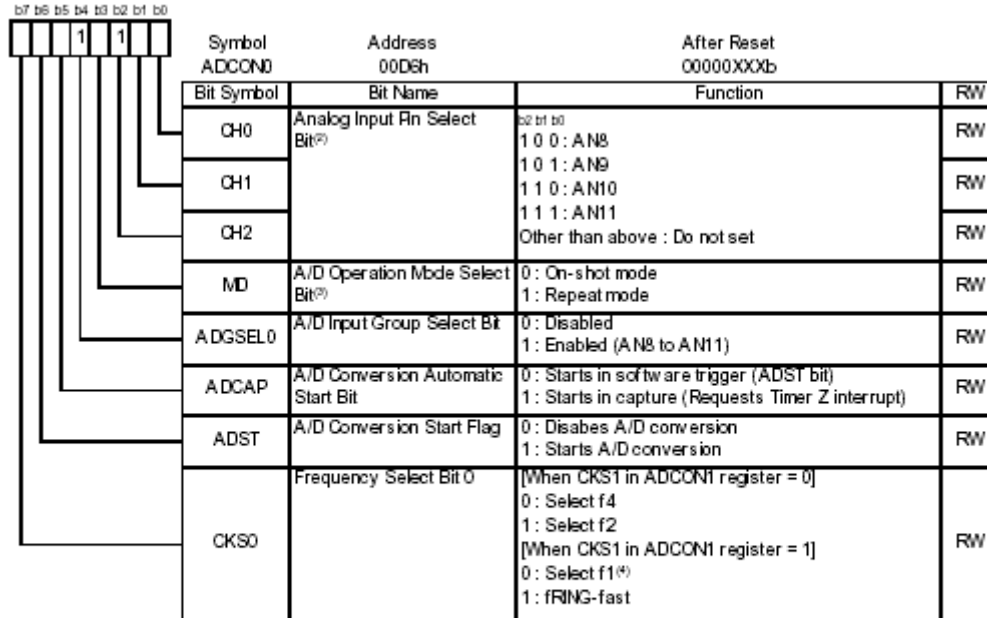 b7 b6 b5 b4 b3 b2 b1 b0
1 1
Symbol Address After Reset
ADCON0 00D6h 00000XXXb
Bit Symbol Bit Name Function RW
CH0 Analog Input Pin Select Bit(2) RW
b2 b1 b0
1 0 0 : AN8
1 0 1 : AN9
CH1 RW
1 1 0 : AN10
1 1 1 : AN11
CH2 Other than above : Do not set RW
MD A/D Operation Mode Select Bit(3) RW
0 : On-shot mode
1 : Repeat mode
ADGSEL0 A/D Input Group Select Bit RW
0 : Disabled
1 : Enabled (AN8 to AN11)
ADCAP A/D Conversion Automatic Start Bit RW
0 : Starts in software trigger (ADST bit)
1 : Starts in capture (Requests Timer Z interrupt)
ADST A/D Conversion Start Flag RW
0 : Disabes A/D conversion
1 : Starts A/D conversion
CKS0 Frequency Select Bit 0 RW
[When CKS1 in ADCON1 register = 0]
0 : Select f4
1 : Select f2
[When CKS1 in ADCON1 register = 1]
0 : Select f1(4)
1 : fRING-fast